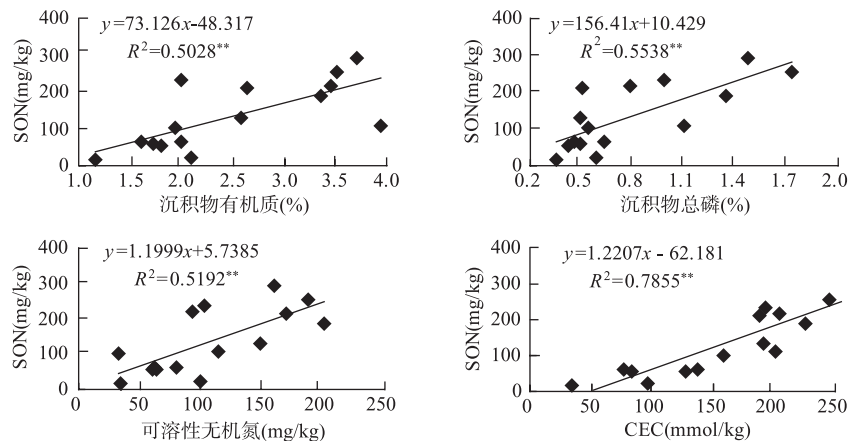 y=73.126x-48.317
R²=0.5028**
SON(mg/kg)
400
300
200
100
0
1.0 1.5 2.0 2.5 3.0 3.5 4.0
沉积物有机质(%)
y=156.41x+10.429
R²=0.5538**
SON(mg/kg)
400
300
200
100
0
0.2 0.5 0.8 1.1 1.4 1.7 2.0
沉积物总磷(%)
y=1.1999x+5.7385
R²=0.5192**
SON(mg/kg)
400
300
200
100
0
0 50 100 150 200 250
可溶性无机氮(mg/kg)
y=1.2207x - 62.181
R²=0.7855**
SON(mg/kg)
400
300
200
100
0
0 50 100 150 200 250
CEC(mmol/kg)